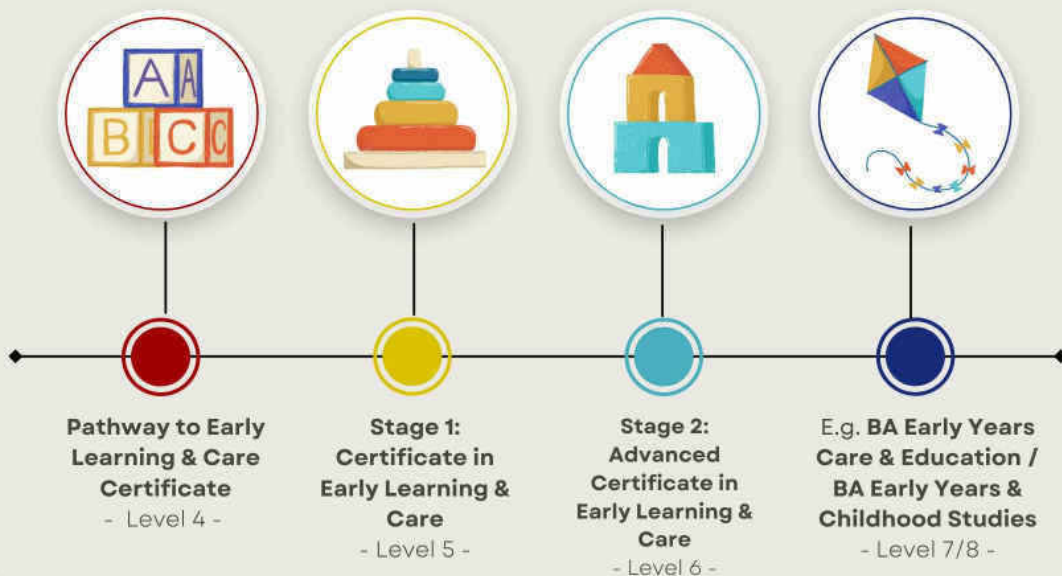 A A
B C C
Pathway to Early
Learning & Care
Certificate
- Level 4 -
Stage 1:
Certificate in
Early Learning &
Care
- Level 5 -
Stage 2:
Advanced
Certificate in
Early Learning &
Care
- Level 6 -
E.g. BA Early Years
Care & Education /
BA Early Years &
Childhood Studies
- Level 7/8 -